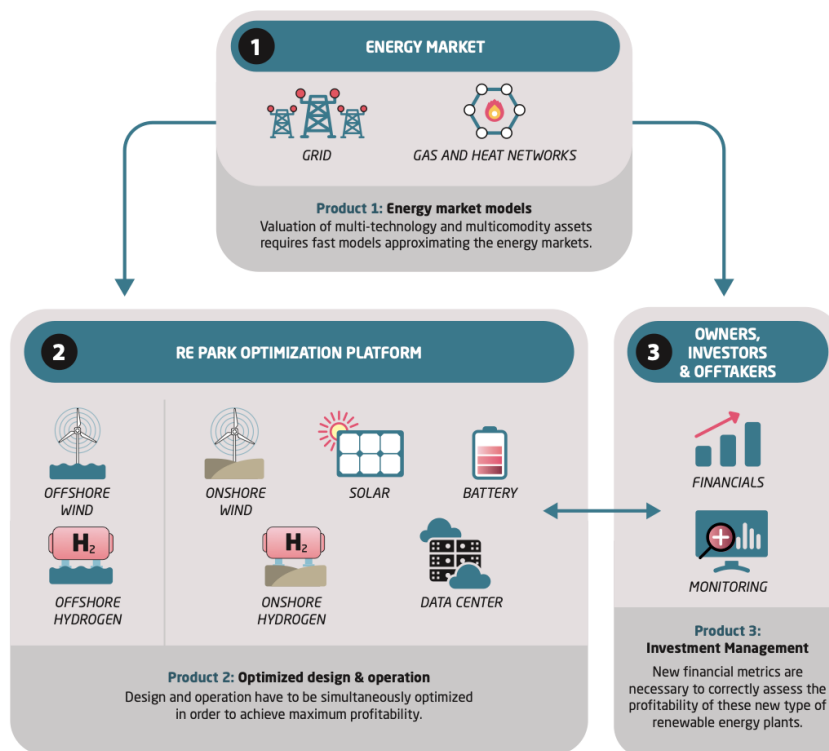 1
ENERGY MARKET
GRID
GAS AND HEAT NETWORKS
Product 1: Energy market models
Valuation of multi-technology and multicomodity assets
requires fast models approximating the energy markets.
2
RE PARK OPTIMIZATION PLATFORM
OFFSHORE
WIND
ONSHORE
WIND
SOLAR
BATTERY
H₂
OFFSHORE
HYDROGEN
H₂
ONSHORE
HYDROGEN
DATA CENTER
Product 2: Optimized design & operation
Design and operation have to be simultaneously optimized
in order to achieve maximum profitability.
3
OWNERS,
INVESTORS
& OFFTAKERS
FINANCIALS
MONITORING
Product 3:
Investment Management
New financial metrics are
necessary to correctly assess the
profitability of these new type of
renewable energy plants.